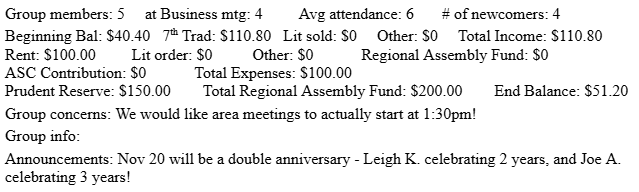 Group members: 5 at Business mtg: 4 Avg attendance: 6 # of newcomers: 4
Beginning Bal: $40.40 7th Trad: $110.80 Lit sold: $0 Other: $0 Total Income: $110.80
Rent: $100.00 Lit order: $0 Other: $0 Regional Assembly Fund: $0
ASC Contribution: $0 Total Expenses: $100.00
Prudent Reserve: $150.00 Total Regional Assembly Fund: $200.00 End Balance: $51.20
Group concerns: We would like area meetings to actually start at 1:30pm!
Group info:
Announcements: Nov 20 will be a double anniversary - Leigh K. celebrating 2 years, and Joe A.
celebrating 3 years!